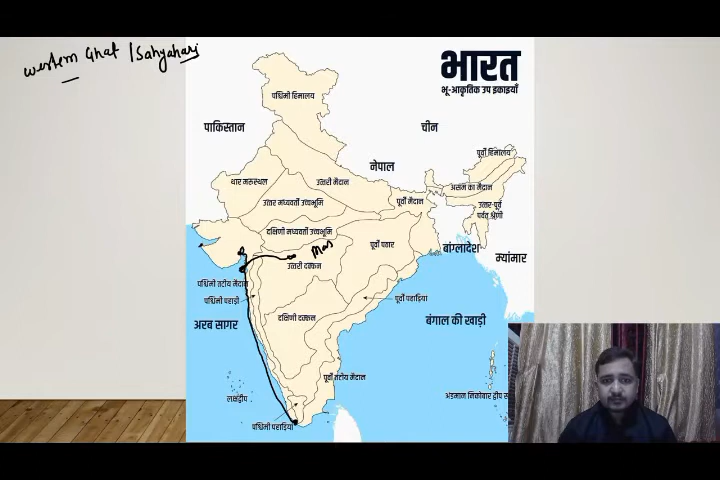 western Ghat | Sahyahari
भारत
भू-आकृतिक उप इकाइयाँ
पश्चिमी हिमालय
पाकिस्तान
चीन
नेपाल
पूर्वी हिमालय
थार मरूस्थल
उत्तरी मैदान
असम का मैदान
पूर्वी मैदान
उत्तर मध्यवर्ती उच्चभूमि
उत्तर-पूर्व
पर्वत श्रेणी
दक्षिणी मध्यवर्ती उच्चभूमि
पूर्वी पठार
बांग्लादेश
म्यांमार
उत्तरी दक्कन
पश्चिमी तटीय मैदान
पश्चिमी पहाड़ी
पूर्वी पहाड़िया
अरब सागर
दक्षिणी दक्कन
बंगाल की खाड़ी
पूर्वी तटीय मैदान
लक्षद्वीप
अंडमान निकोबार द्वीप स
पश्चिमी पहाड़िया